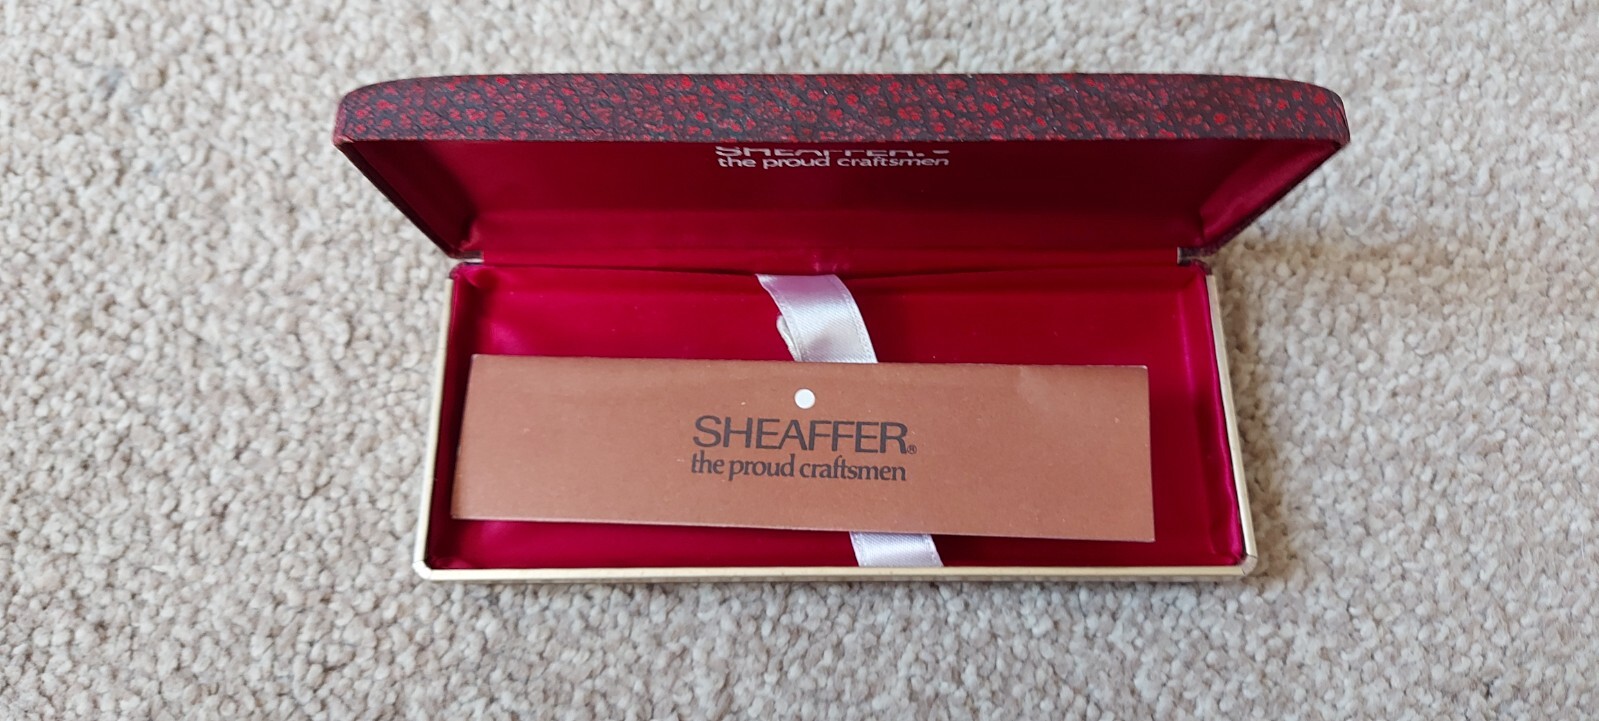 SHEAFFER.
the proud craftsmen
SHEAFFER®
the proud craftsmen